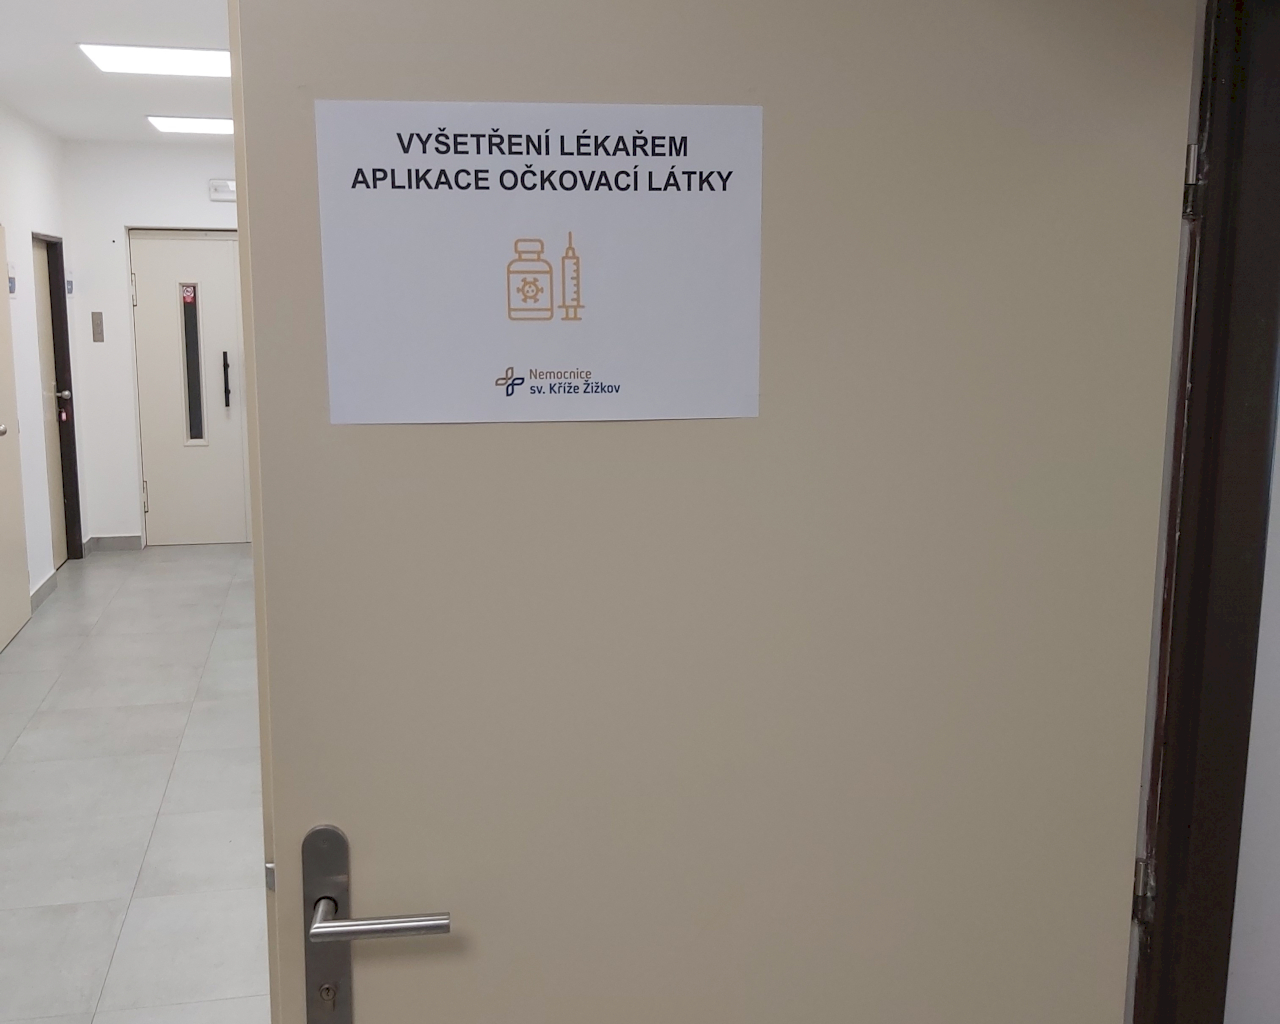 VYŠETŘENÍ LÉKAŘEM
APLIKACE OČKOVACÍ LÁTKY
Nemocnice
sv. Kříže Žižkov